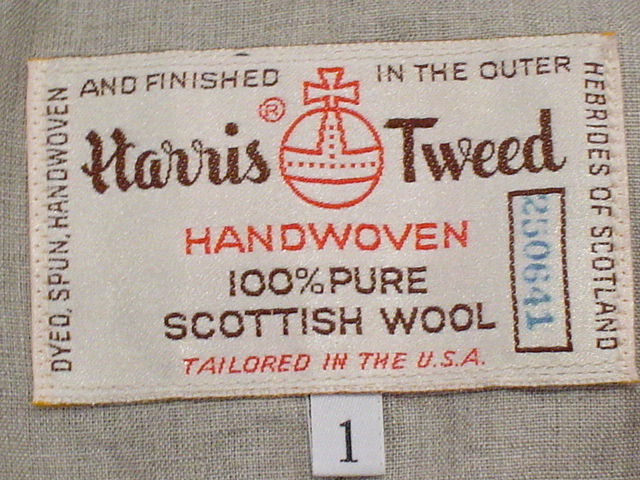 DYED, SPUN, HANDWOVEN
AND FINISHED
IN THE OUTER
HEBRIDES OF SCOTLAND
Harris® Tweed
HANDWOVEN
100% PURE
SCOTTISH WOOL
TAILORED IN THE U.S.A.
250641
1